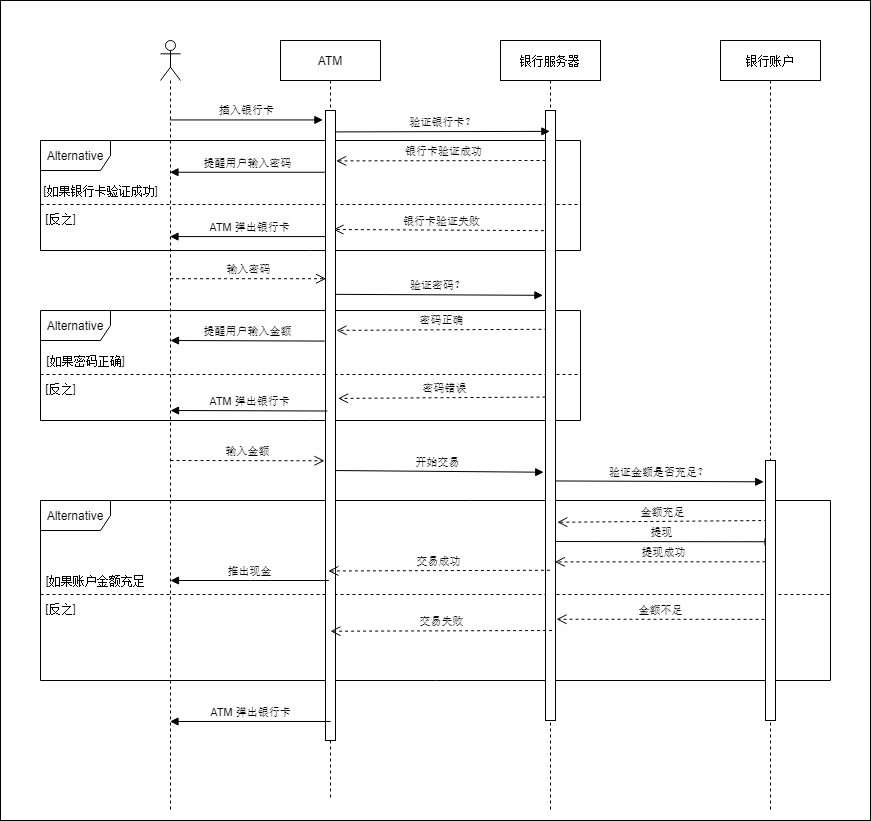 ATM
银行服务器
银行账户
插入银行卡
验证银行卡？
Alternative
银行卡验证成功
提醒用户输入密码
[如果银行卡验证成功]
[反之]
银行卡验证失败
ATM 弹出银行卡
输入密码
验证密码？
Alternative
密码正确
提醒用户输入金额
[如果密码正确]
[反之]
密码错误
ATM 弹出银行卡
输入金额
开始交易
验证金额是否充足？
Alternative
金额充足
提现
提现成功
交易成功
推出现金
[如果账户金额充足
[反之]
金额不足
交易失败
ATM 弹出银行卡